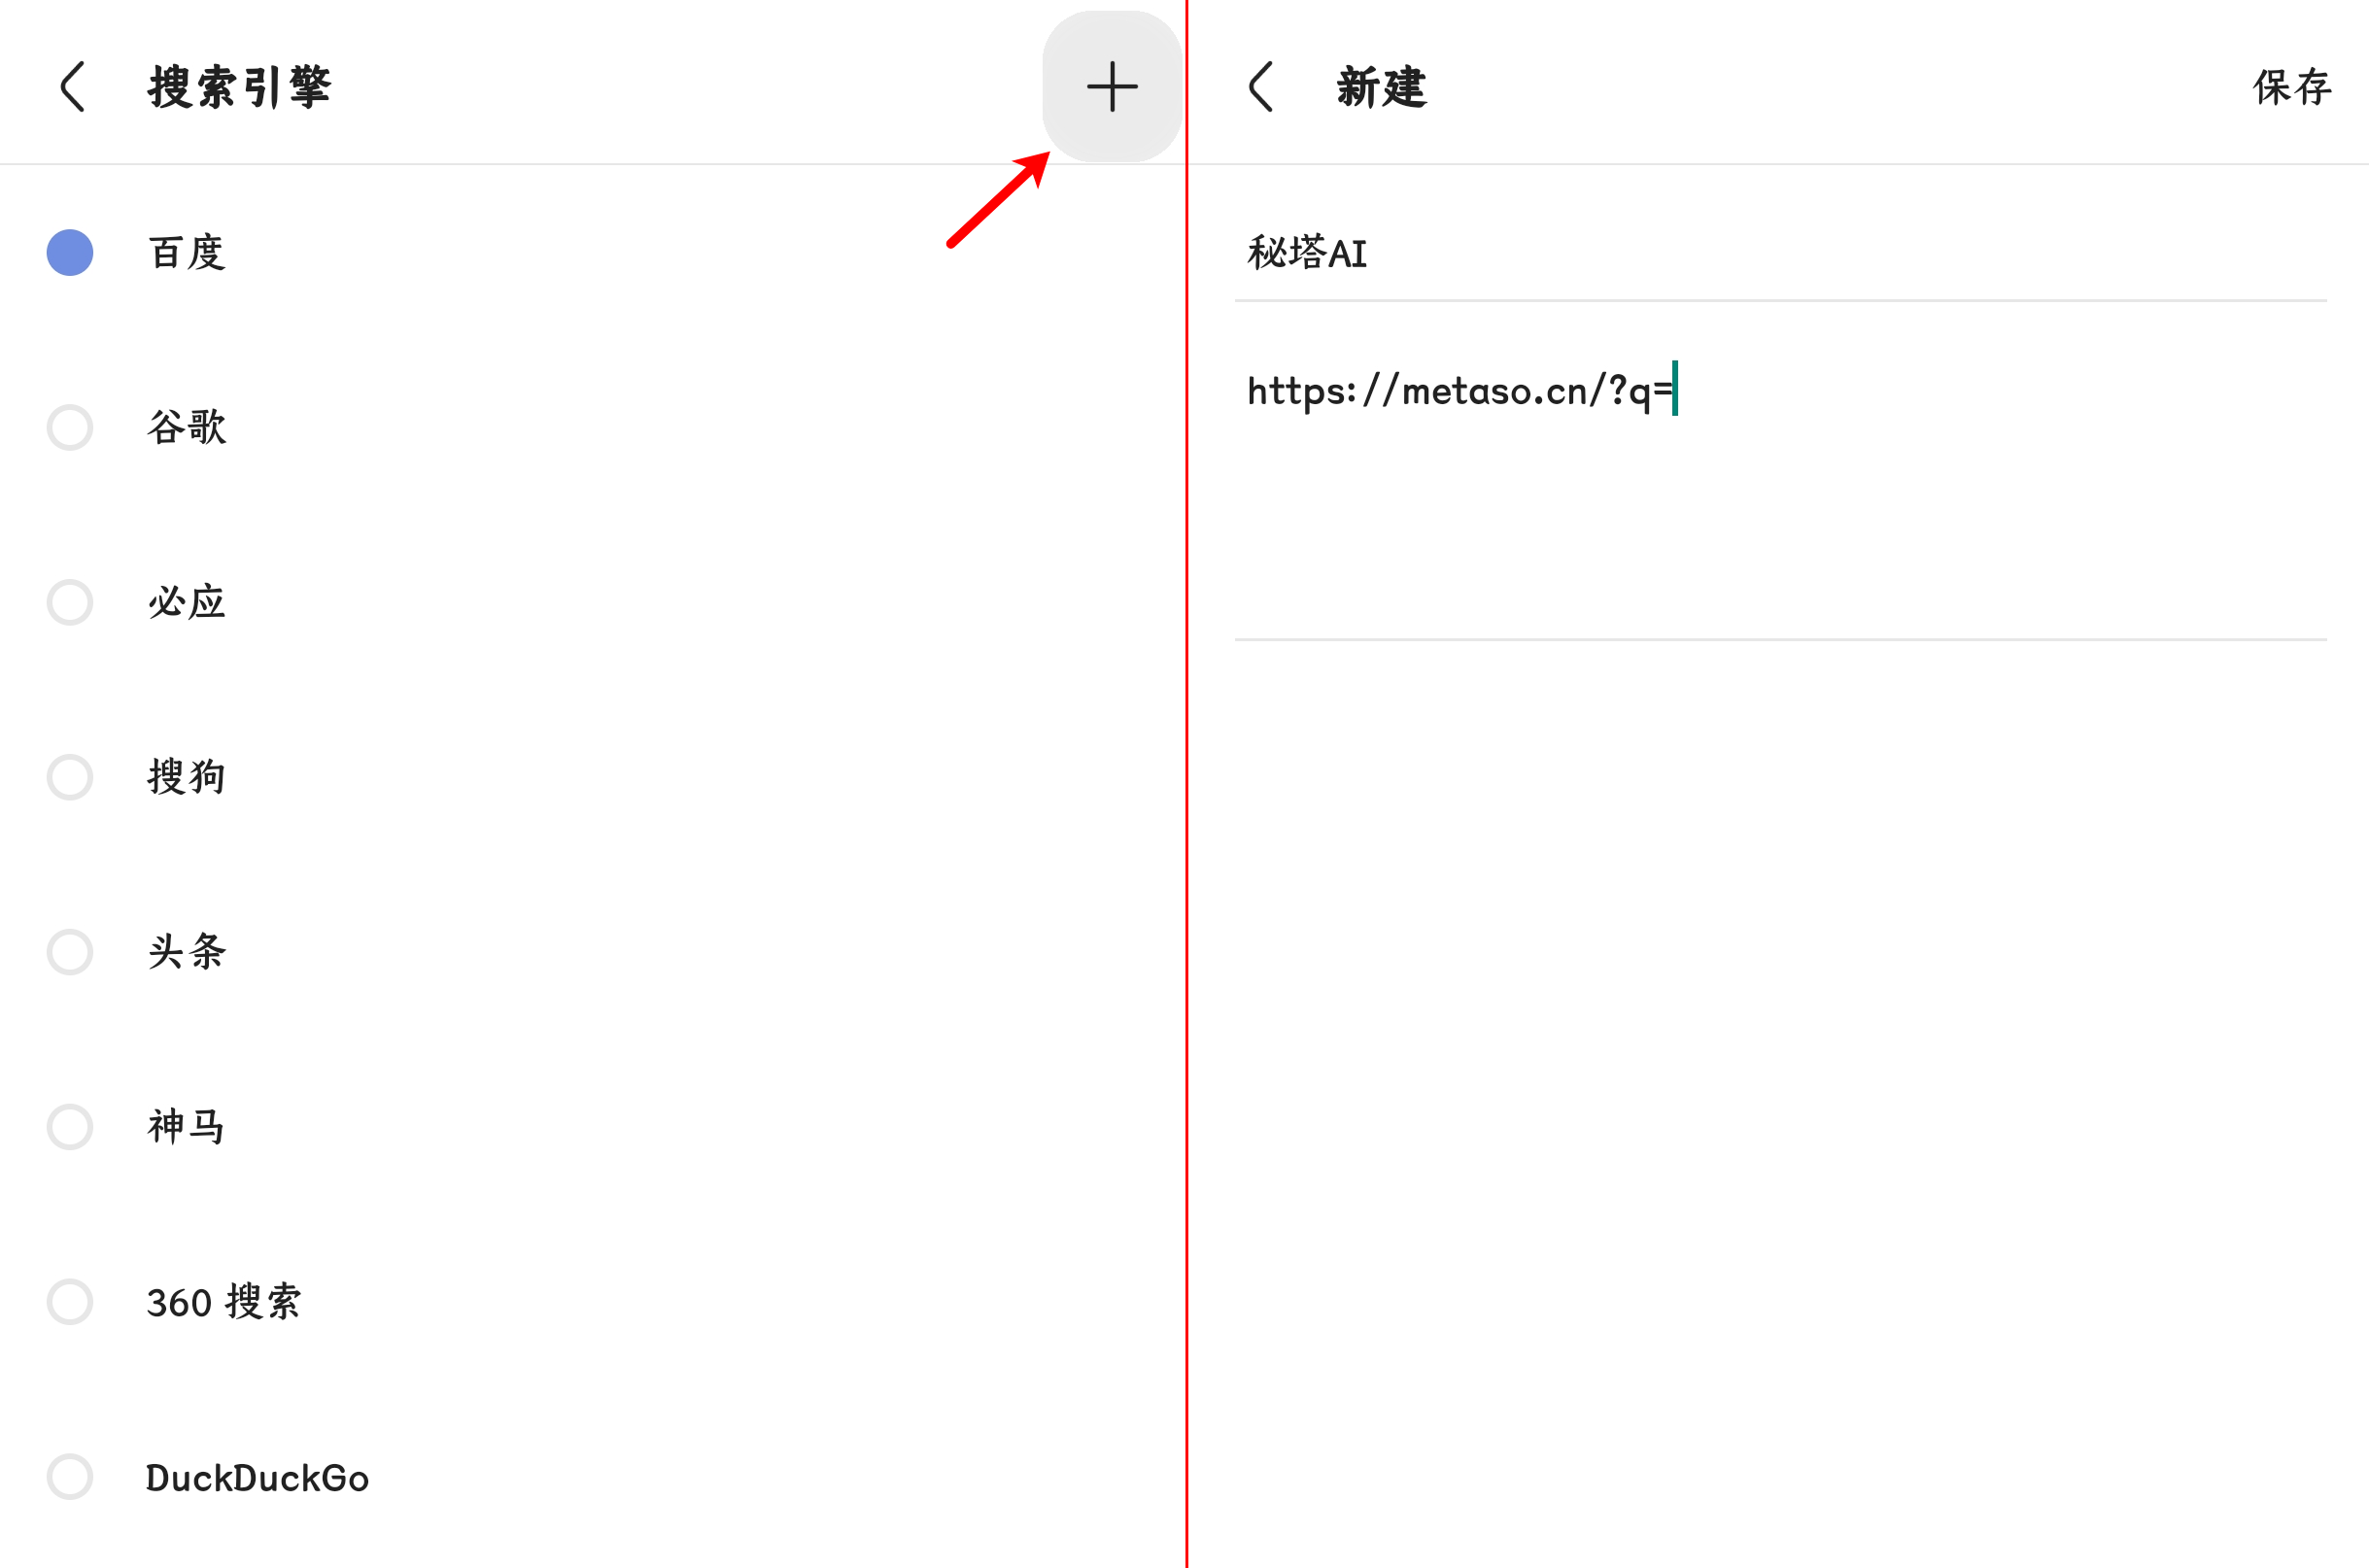 搜索引擎
百度
谷歌
必应
搜狗
头条
神马
360 搜索
DuckDuckGo
新建
保存
秘塔AI
https://metaso.cn/?q=